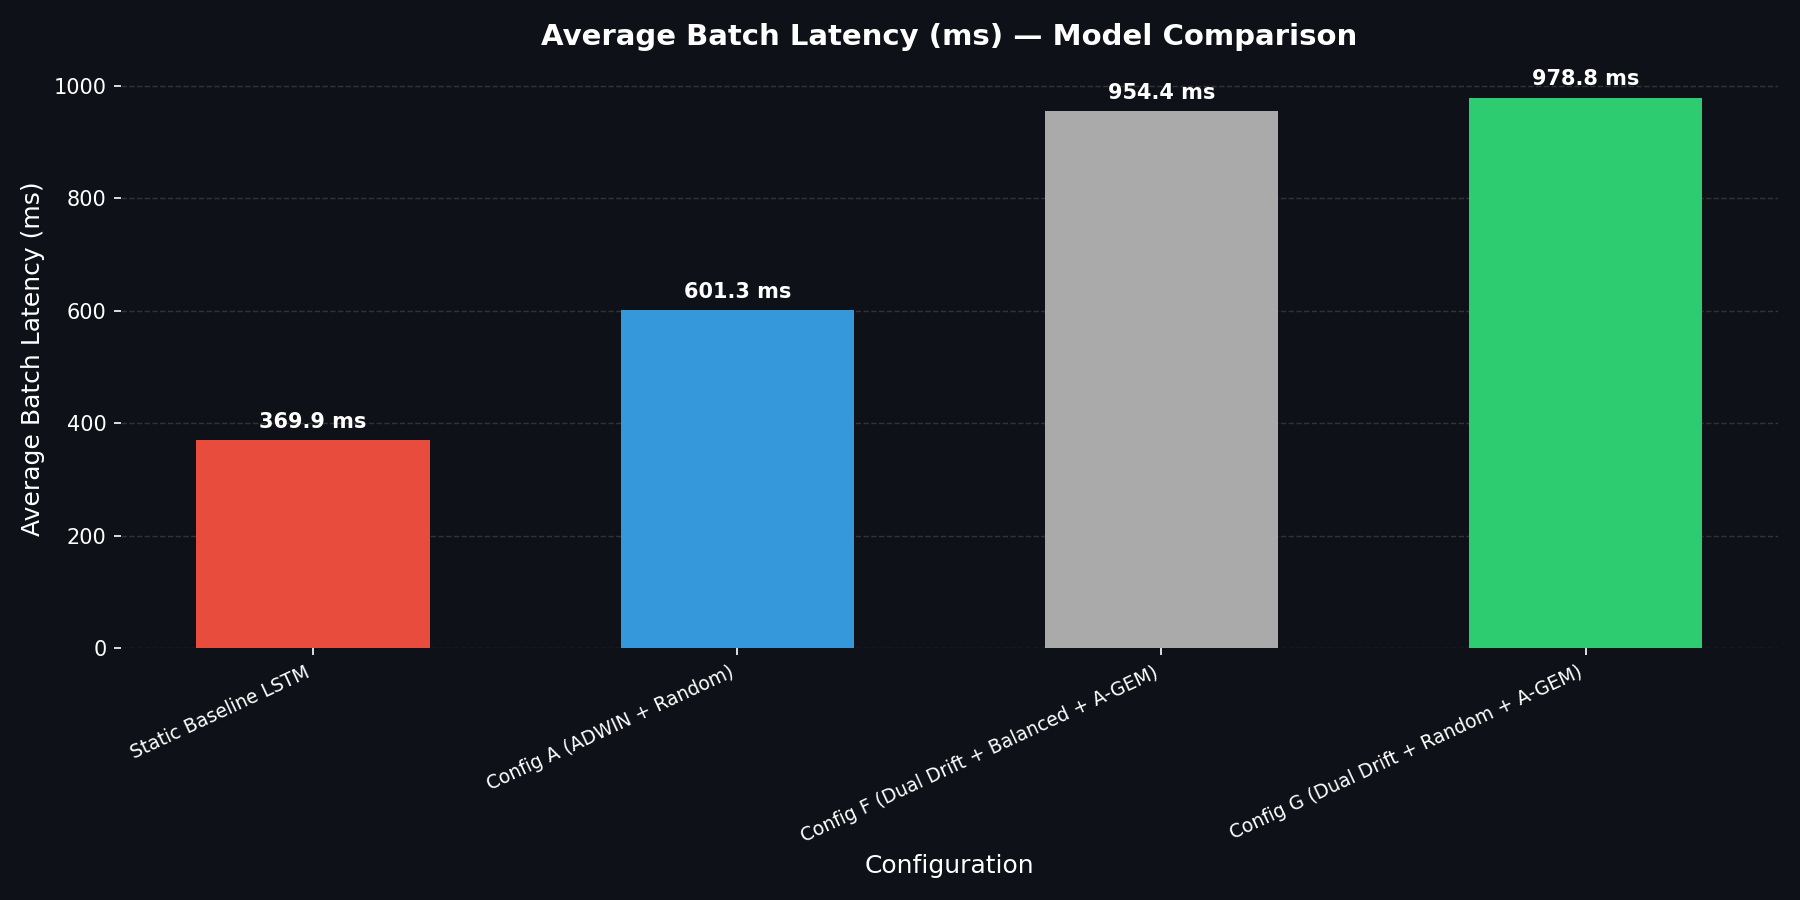 Average Batch Latency (ms) — Model Comparison
Average Batch Latency (ms)
1000
800
600
400
200
0
369.9 ms
601.3 ms
954.4 ms
978.8 ms
Static Baseline LSTM
Config A (ADWIN + Random)
Config F (Dual Drift + Balanced + A-GEM)
Config G (Dual Drift + Random + A-GEM)
Configuration